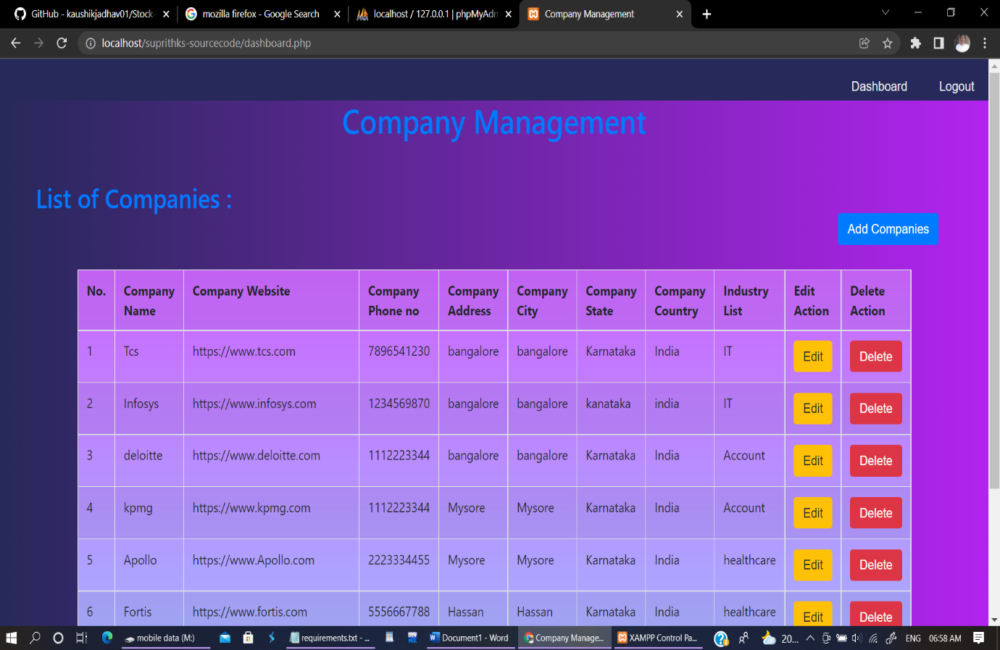 GitHub - kaushikjadhav01/Stock-
mozilla firefox - Google Search
localhost / 127.0.0.1 | phpMyAdm
Company Management
localhost/suprithks-sourcecode/dashboard.php
Dashboard Logout
Company Management
List of Companies :
Add Companies
No. Company Name Company Website Company Phone no Company Address Company City Company State Company Country Industry List Edit Action Delete Action
1 Tcs https://www.tcs.com 7896541230 bangalore bangalore Karnataka India IT Edit Delete
2 Infosys https://www.infosys.com 1234569870 bangalore bangalore kanataka india IT Edit Delete
3 deloitte https://www.deloitte.com 1112223344 bangalore bangalore Karnataka India Account Edit Delete
4 kpmg https://www.kpmg.com 1112223344 Mysore Mysore Karnataka India Account Edit Delete
5 Apollo https://www.Apollo.com 2223334455 Mysore Mysore Karnataka India healthcare Edit Delete
6 Fortis https://www.fortis.com 5556667788 Hassan Hassan Karnataka India healthcare Edit Delete
mobile data (M:) requirements.txt - ... Document1 - Word Company Manage... XAMPP Control Pa... 20... ENG 06:58 AM